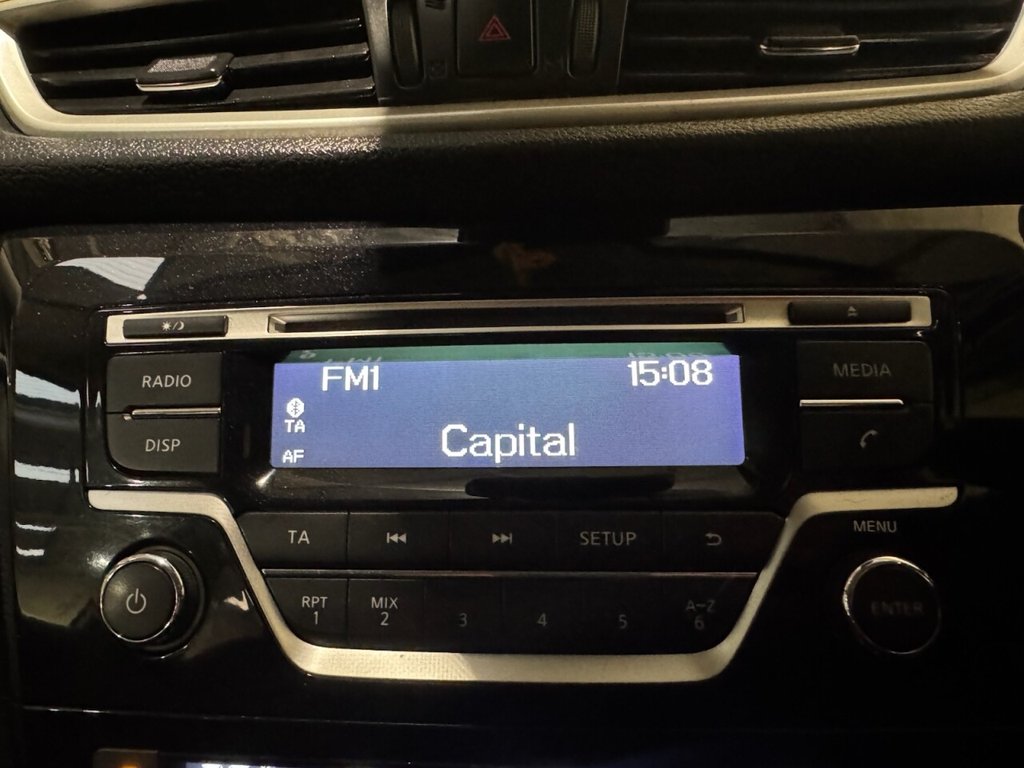 RADIO
FM1 15:08
MEDIA
TA
DISP
AF
Capital
TA
SETUP
MENU
RPT MIX A-Z
1 2 3 4 5 6
ENTER